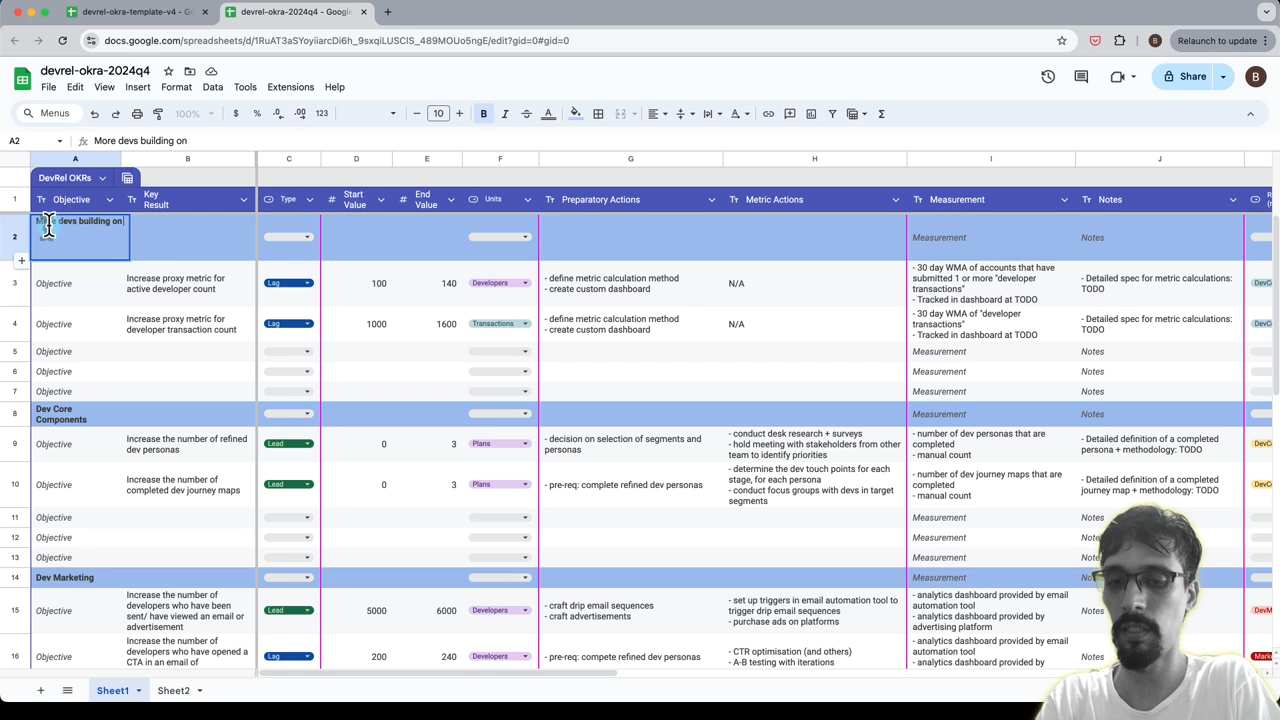 devrel-okra-template-v4 - Go
devrel-okra-2024q4 - Google
docs.google.com/spreadsheets/d/1RuAT3aSYoyiiarcDi6h_9sxqiLUSCIS_489MOUo5ngE/edit?gid=0#gid=0
B
Relaunch to update
devrel-okra-2024q4
File Edit View Insert Format Data Tools Extensions Help
Share
B
Menus
100%
$ % .0 .00 123
10
B
A2
More devs building on
A B C D E F G H I J
DevRel OKRs
1 Objective Key Result Type Start Value End Value Units Preparatory Actions Metric Actions Measurement Notes
2 More devs building on
Measurement Notes
3 Objective
Increase proxy metric for
active developer count
Lag 100 140 Developers
- define metric calculation method
- create custom dashboard
N/A
- 30 day WMA of accounts that have
submitted 1 or more "developer
transactions"
- Tracked in dashboard at TODO
- Detailed spec for metric calculations:
TODO
4 Objective
Increase proxy metric for
developer transaction count
Lag 1000 1600 Transactions
- define metric calculation method
- create custom dashboard
N/A
- 30 day WMA of "developer
transactions"
- Tracked in dashboard at TODO
- Detailed spec for metric calculations:
TODO
5 Objective Measurement Notes
6 Objective Measurement Notes
7 Objective Measurement Notes
8 Dev Core
Components
Measurement Notes
9 Objective
Increase the number of refined
dev personas
Lead 0 3 Plans
- decision on selection of segments and
personas
- conduct desk research + surveys
- hold meeting with stakeholders from other
team to identify priorities
- number of dev personas that are
completed
- manual count
- Detailed definition of a completed
persona + methodology: TODO
10 Objective
Increase the number of
completed dev journey maps
Lead 0 3 Plans
- pre-req: complete refined dev personas
- determine the dev touch points for each
stage, for each persona
- conduct focus groups with devs in target
segments
- number of dev journey maps that are
completed
- manual count
- Detailed definition of a completed
journey map + methodology: TODO
11 Objective Measurement Notes
12 Objective Measurement
13 Objective Measurement
14 Dev Marketing Measurement
15 Objective
Increase the number of
developers who have been
sent/ have viewed an email or
advertisement
Lead 5000 6000 Developers
- craft drip email sequences
- craft advertisements
- set up triggers in email automation tool to
trigger drip email sequences
- purchase ads on platforms
- analytics dashboard provided by email
automation tool
- analytics dashboard provided by
advertising platform
16 Objective
Increase the number of
developers who have opened a
CTA in an email of
Lag 200 240 Developers
- pre-req: compete refined dev personas
- CTR optimisation (and others)
- A-B testing with iterations
- analytics dashboard provided by email
automation tool
- analytics dashboard provided by
Sheet1 Sheet2